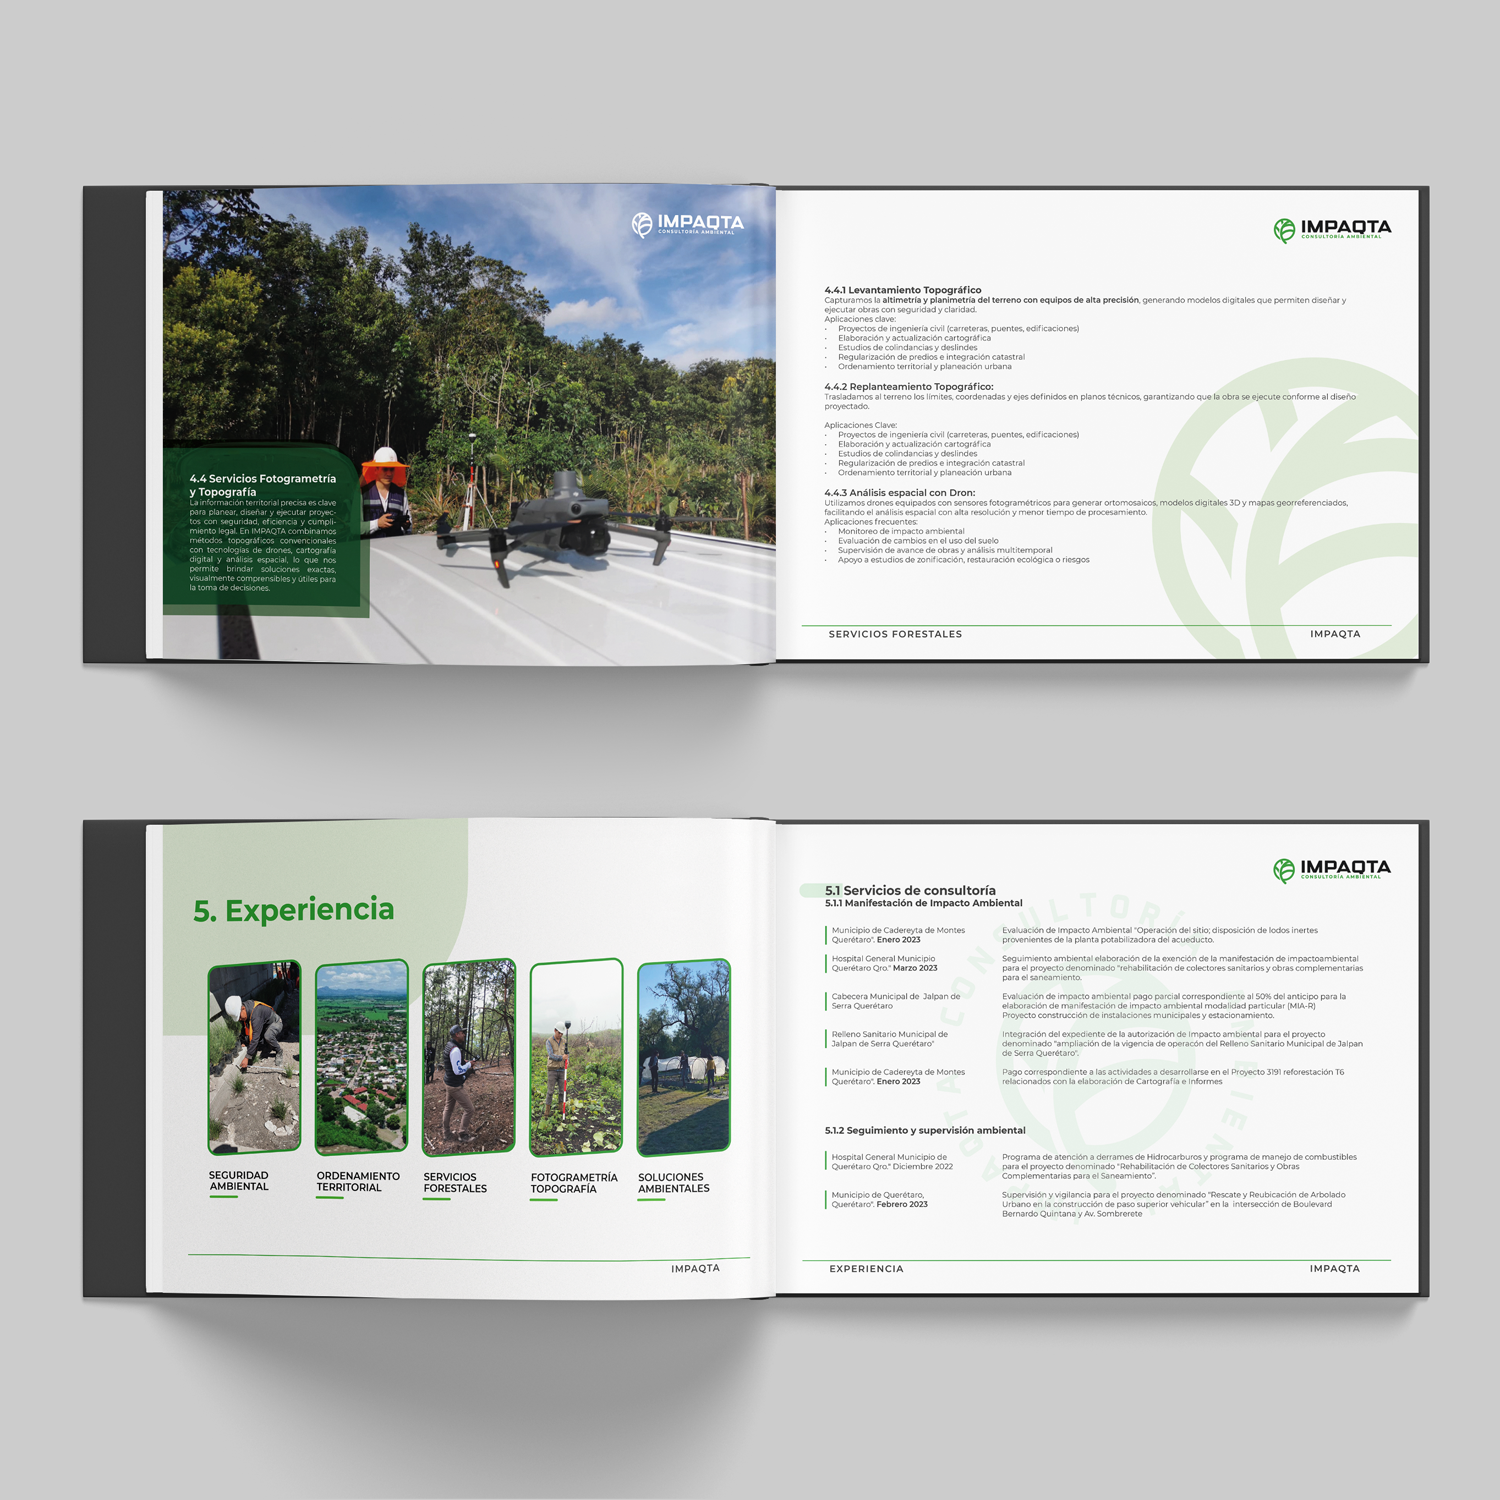 IMPAQTA
CONSULTORÍA AMBIENTAL
4.4 Servicios Fotogrametría
y Topografía
La información territorial precisa es clave
para planear, diseñar y ejecutar proyec-
tos con seguridad, eficiencia y cumpli-
miento legal. En IMPAQTA combinamos
métodos topográficos convencionales
con tecnologías de drones, cartografía
digital y análisis espacial, lo que nos
permite brindar soluciones exactas,
visualmente comprensibles y útiles para
la toma de decisiones.
IMPAQTA
CONSULTORÍA AMBIENTAL
4.4.1 Levantamiento Topográfico
Capturamos la altimetría y planimetría del terreno con equipos de alta precisión, generando modelos digitales que permiten diseñar y
ejecutar obras con seguridad y claridad.
Aplicaciones clave:
• Proyectos de ingeniería civil (carreteras, puentes, edificaciones)
• Elaboración y actualización cartográfica
• Estudios de colindancias y deslindes
• Regularización de predios e integración catastral
• Ordenamiento territorial y planeación urbana
4.4.2 Replanteamiento Topográfico:
Trasladamos al terreno los límites, coordenadas y ejes definidos en planos técnicos, garantizando que la obra se ejecute conforme al diseño
proyectado.
Aplicaciones Clave:
• Proyectos de ingeniería civil (carreteras, puentes, edificaciones)
• Elaboración y actualización cartográfica
• Estudios de colindancias y deslindes
• Regularización de predios e integración catastral
• Ordenamiento territorial y planeación urbana
4.4.3 Análisis espacial con Dron:
Utilizamos drones equipados con sensores fotogramétricos para generar ortomosaicos, modelos digitales 3D y mapas georreferenciados,
facilitando el análisis espacial con alta resolución y menor tiempo de procesamiento.
Aplicaciones frecuentes:
• Monitoreo de impacto ambiental
• Evaluación de cambios en el uso del suelo
• Supervisión de avance de obras y análisis multitemporal
• Apoyo a estudios de zonificación, restauración ecológica o riesgos
SERVICIOS FORESTALES
IMPAQTA
5. Experiencia
SEGURIDAD
AMBIENTAL
ORDENAMIENTO
TERRITORIAL
SERVICIOS
FORESTALES
FOTOGRAMETRÍA
TOPOGRAFÍA
SOLUCIONES
AMBIENTALES
IMPAQTA
IMPAQTA
CONSULTORÍA AMBIENTAL
5.1 Servicios de consultoría
5.1.1 Manifestación de Impacto Ambiental
Municipio de Cadereyta de Montes
Querétaro". Enero 2023
Evaluación de Impacto Ambiental "Operación del sitio; disposición de lodos inertes
provenientes de la planta potabilizadora del acueducto.
Hospital General Municipio
Querétaro Qro." Marzo 2023
Seguimiento ambiental elaboración de la exención de la manifestación de impactoambiental
para el proyecto denominado "rehabilitación de colectores sanitarios y obras complementarias
para el saneamiento.
Cabecera Municipal de Jalpan de
Serra Querétaro
Evaluación de impacto ambiental pago parcial correspondiente al 50% del anticipo para la
elaboración de manifestación de impacto ambiental modalidad particular (MIA-R)
Proyecto construcción de instalaciones municipales y estacionamiento.
Relleno Sanitario Municipal de
Jalpan de Serra Querétaro"
Integración del expediente de la autorización de Impacto ambiental para el proyecto
denominado "ampliación de la vigencia de operacón del Relleno Sanitario Municipal de Jalpan
de Serra Querétaro".
Municipio de Cadereyta de Montes
Querétaro". Enero 2023
Pago correspondiente a las actividades a desarrollarse en el Proyecto 3191 reforestación T6
relacionados con la elaboración de Cartografía e Informes
5.1.2 Seguimiento y supervisión ambiental
Hospital General Municipio de
Querétaro Qro." Diciembre 2022
Programa de atención a derrames de Hidrocarburos y programa de manejo de combustibles
para el proyecto denominado "Rehabilitación de Colectores Sanitarios y Obras
Complementarias para el Saneamiento".
Municipio de Querétaro,
Querétaro". Febrero 2023
Supervisión y vigilancia para el proyecto denominado "Rescate y Reubicación de Arbolado
Urbano en la construcción de paso superior vehicular" en la intersección de Boulevard
Bernardo Quintana y Av. Sombrerete
IMPAQTA CONSULTORÍA AMBIENTAL
EXPERIENCIA
IMPAQTA